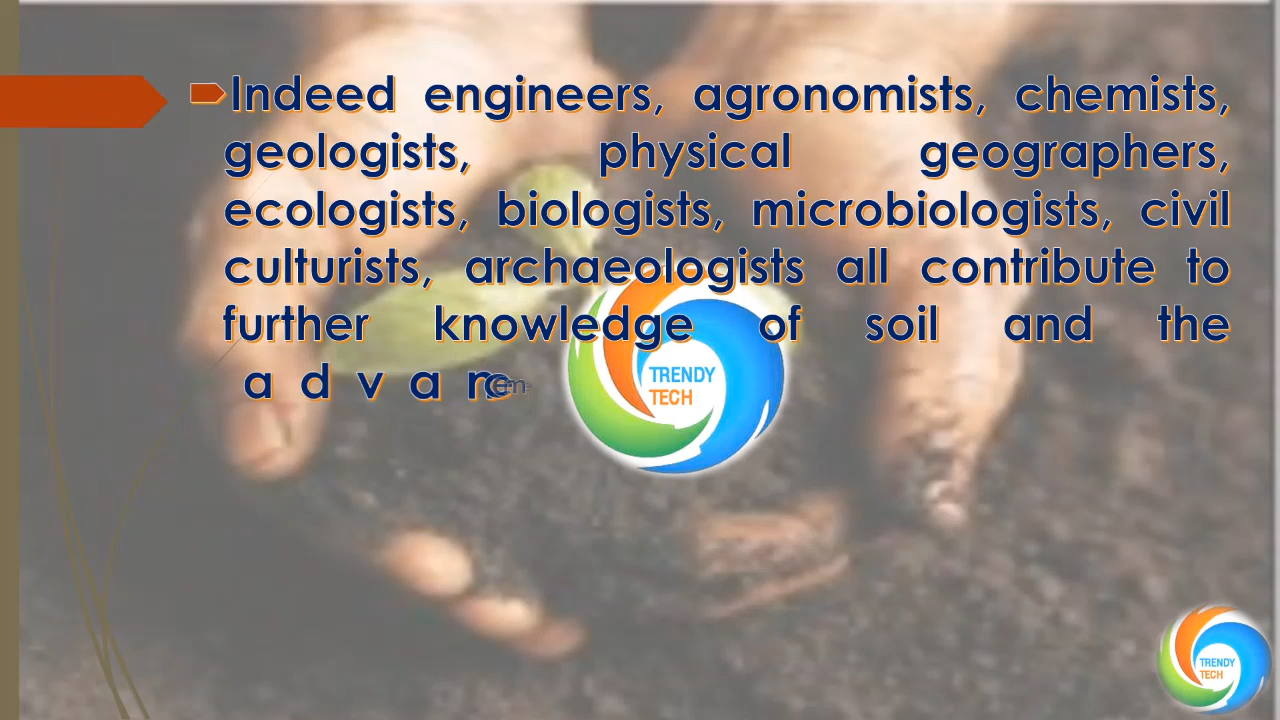 Indeed engineers, agronomists, chemists,
geologists, physical geographers,
ecologists, biologists, microbiologists, civil
culturists, archaeologists all contribute to
further knowledge of soil and the
TRENDY
TECH
TRENDY
TECH